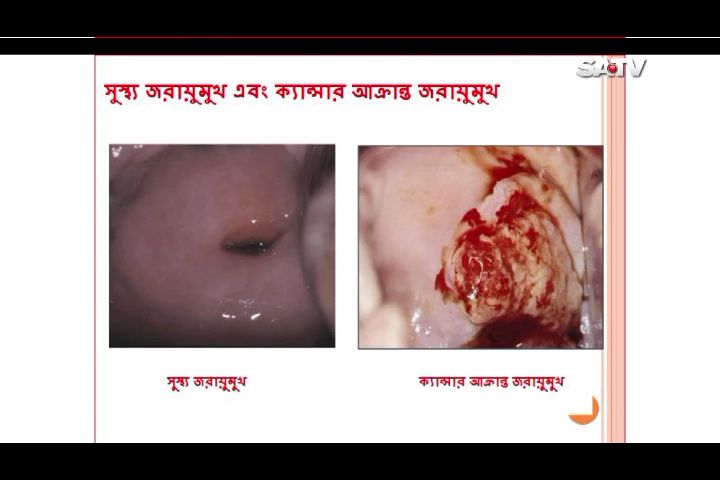 SATV
সুস্থ্য জরায়ুমুখ এবং ক্যান্সার আক্রান্ত জরায়ুমুখ
সুস্থ্য জরায়ুমুখ
ক্যান্সার আক্রান্ত জরায়ুমুখ